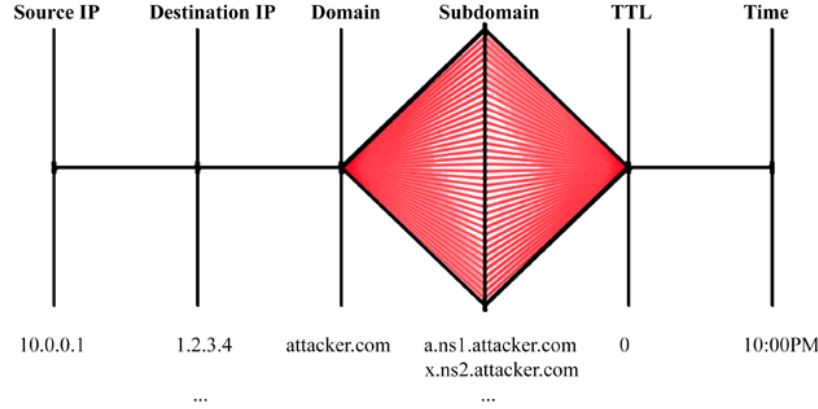 Source IP Destination IP Domain Subdomain TTL Time
10.0.0.1 1.2.3.4 attacker.com a.ns1.attacker.com 0 10:00PM
x.ns2.attacker.com
... ...